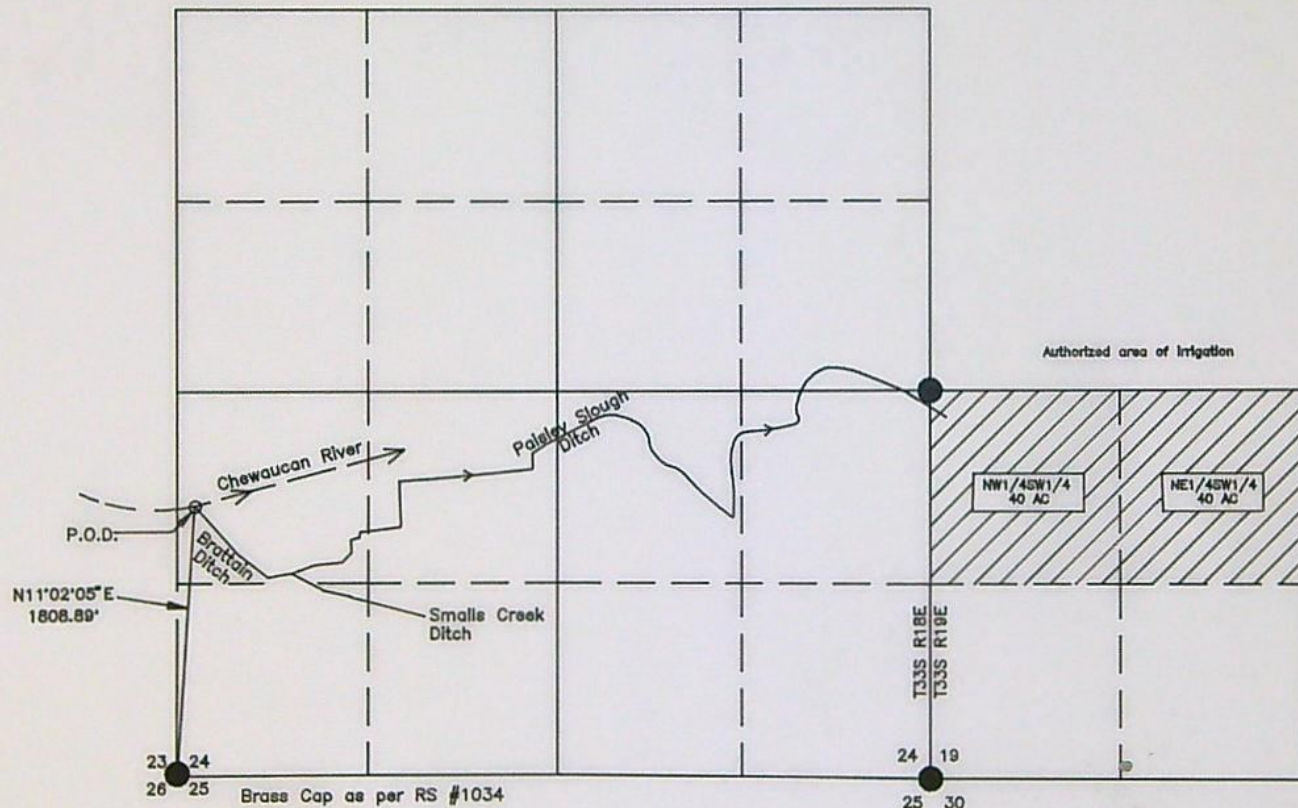 Authorized area of Irrigation
Paisley Slough
Ditch
Chewaucan River
NW1/4SW1/4
40 AC
NE1/4SW1/4
40 AC
P.O.D.
Brattain
Ditch
N11°02'05"E
1808.89'
Smalls Creek
Ditch
T33S R18E
T33S R19E
23 24
26 25
24 19
25 30
Brass Cap as per RS #1034